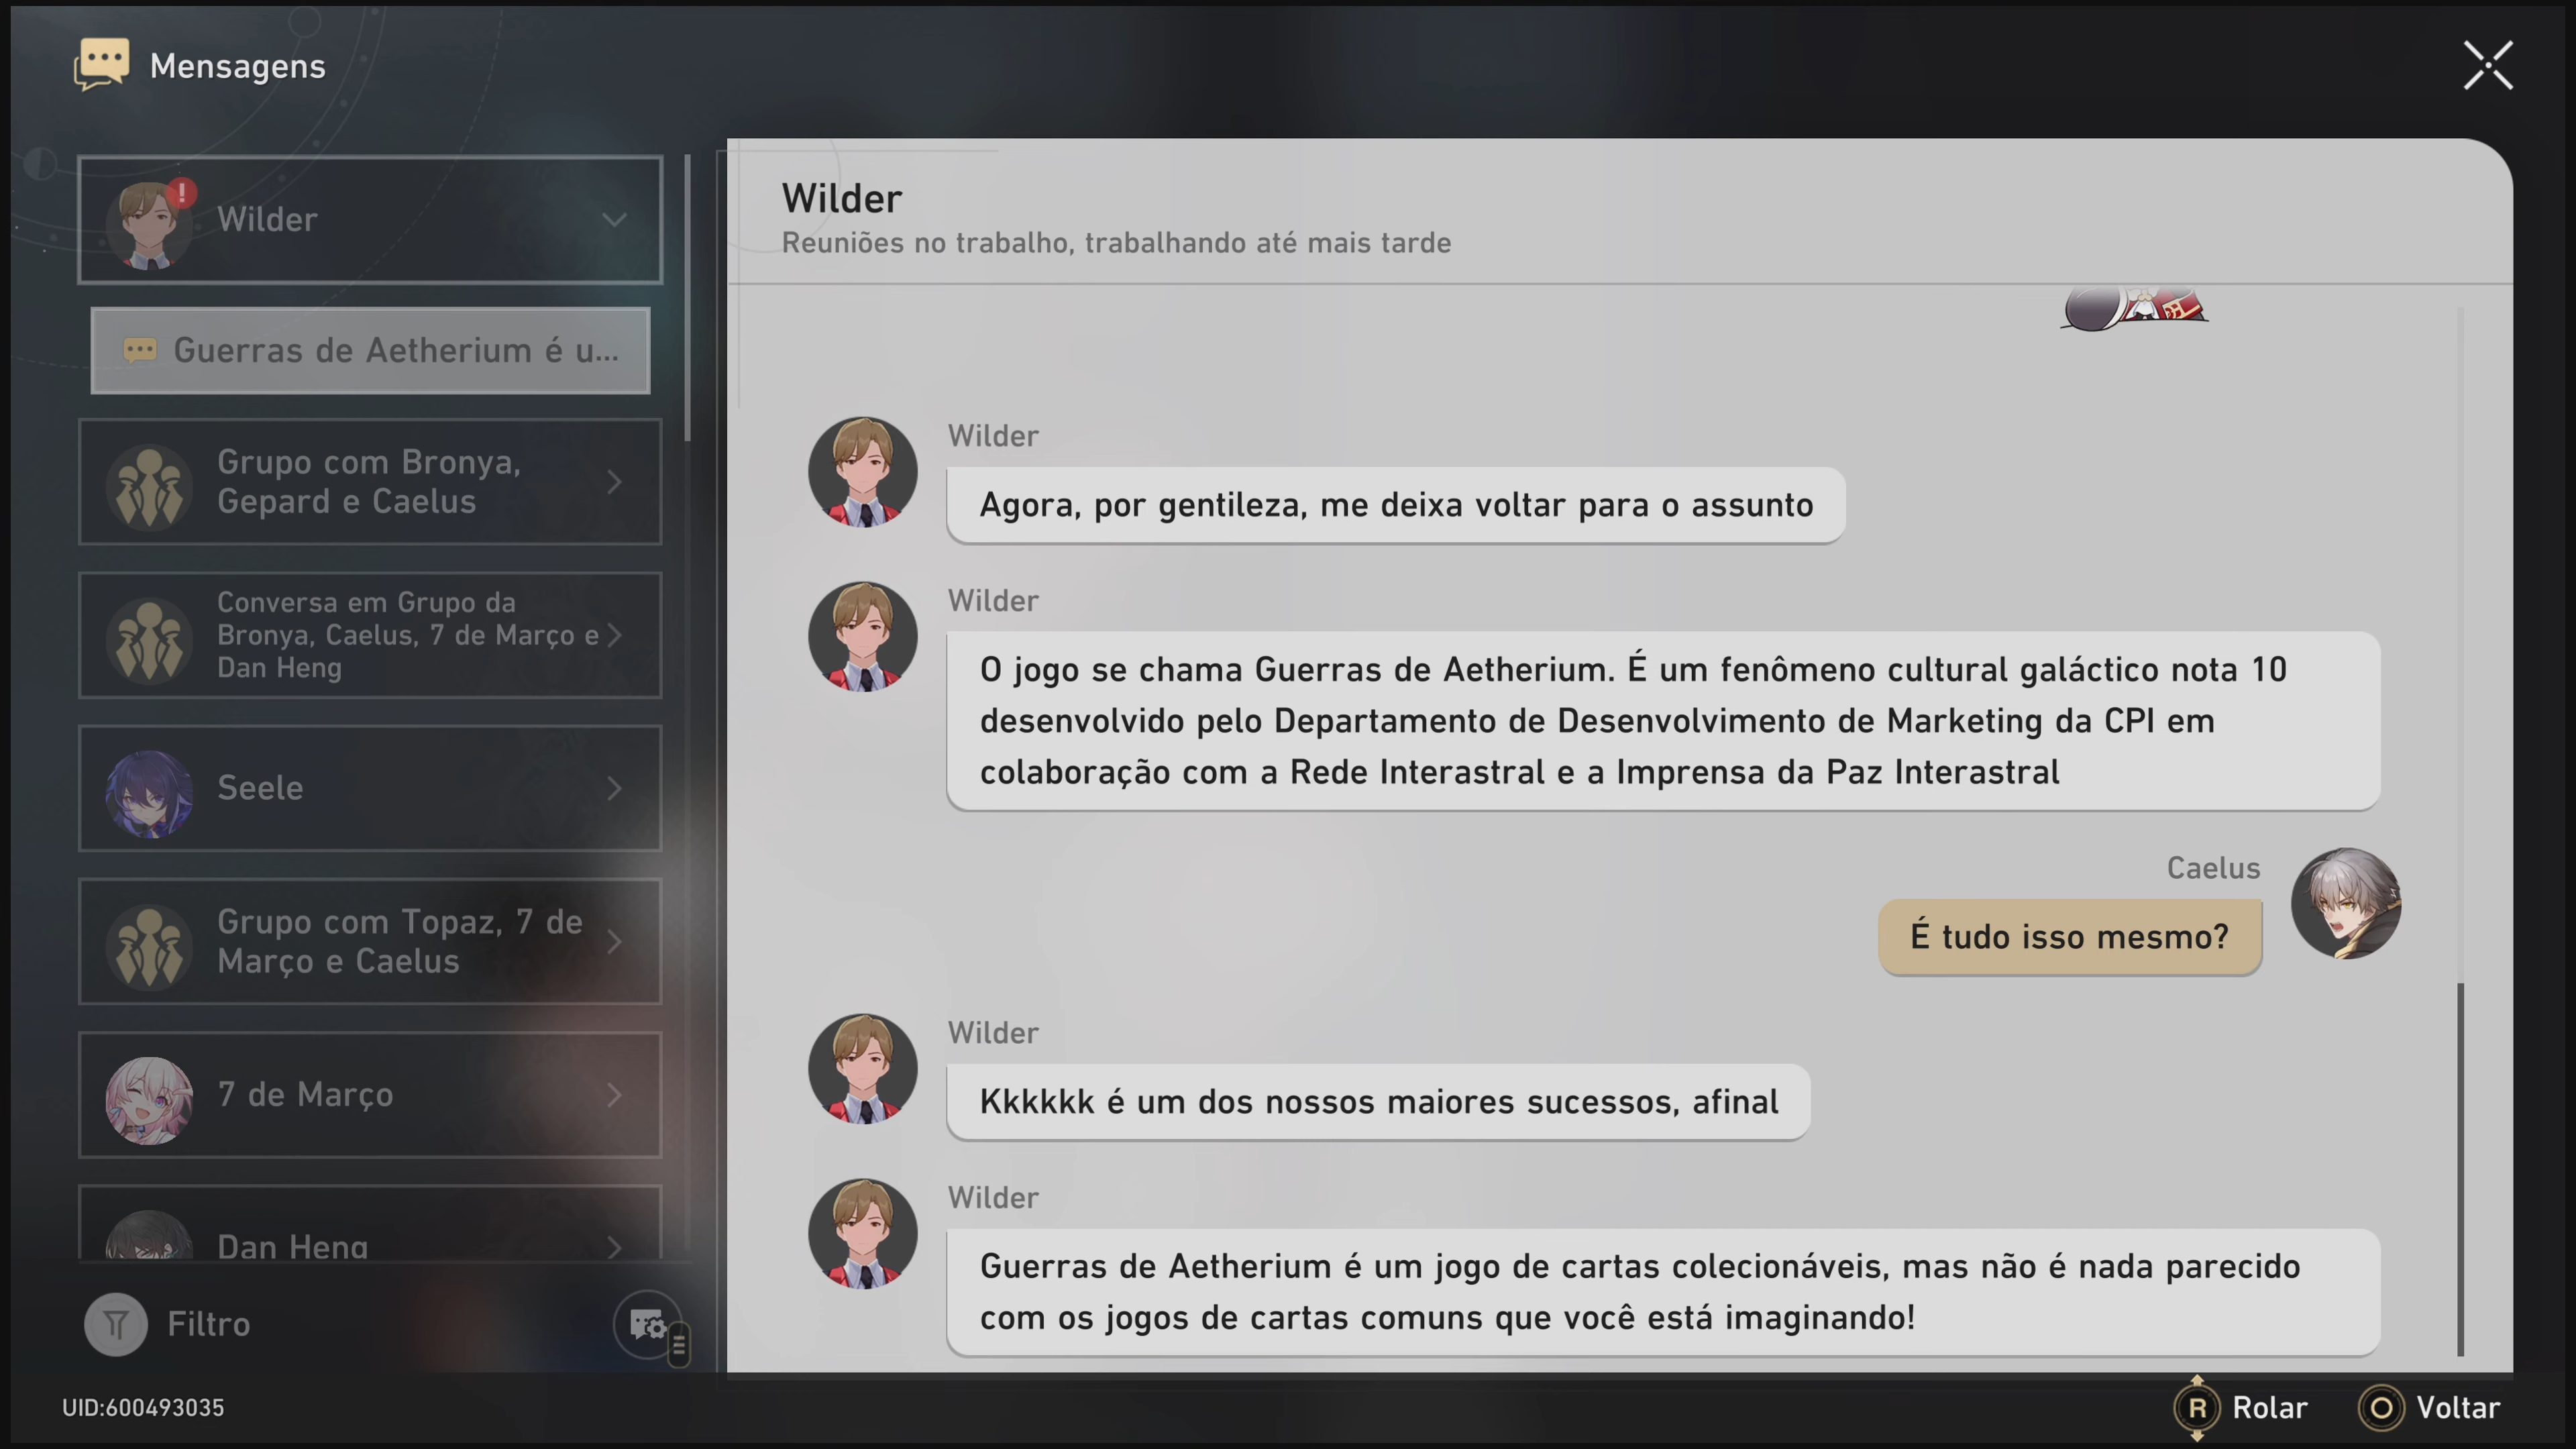 Mensagens
Wilder
Guerras de Aetherium é u...
Grupo com Bronya,
Gepard e Caelus
Conversa em Grupo da
Bronya, Caelus, 7 de Março e
Dan Heng
Seele
Grupo com Topaz, 7 de
Março e Caelus
7 de Março
Dan Heng
Filtro
Wilder
Reuniões no trabalho, trabalhando até mais tarde
Wilder
Agora, por gentileza, me deixa voltar para o assunto
Wilder
O jogo se chama Guerras de Aetherium. É um fenômeno cultural galáctico nota 10
desenvolvido pelo Departamento de Desenvolvimento de Marketing da CPI em
colaboração com a Rede Interastral e a Imprensa da Paz Interastral
Caelus
É tudo isso mesmo?
Wilder
Kkkkkk é um dos nossos maiores sucessos, afinal
Wilder
Guerras de Aetherium é um jogo de cartas colecionáveis, mas não é nada parecido
com os jogos de cartas comuns que você está imaginando!
UID:600493035
R Rolar
Voltar